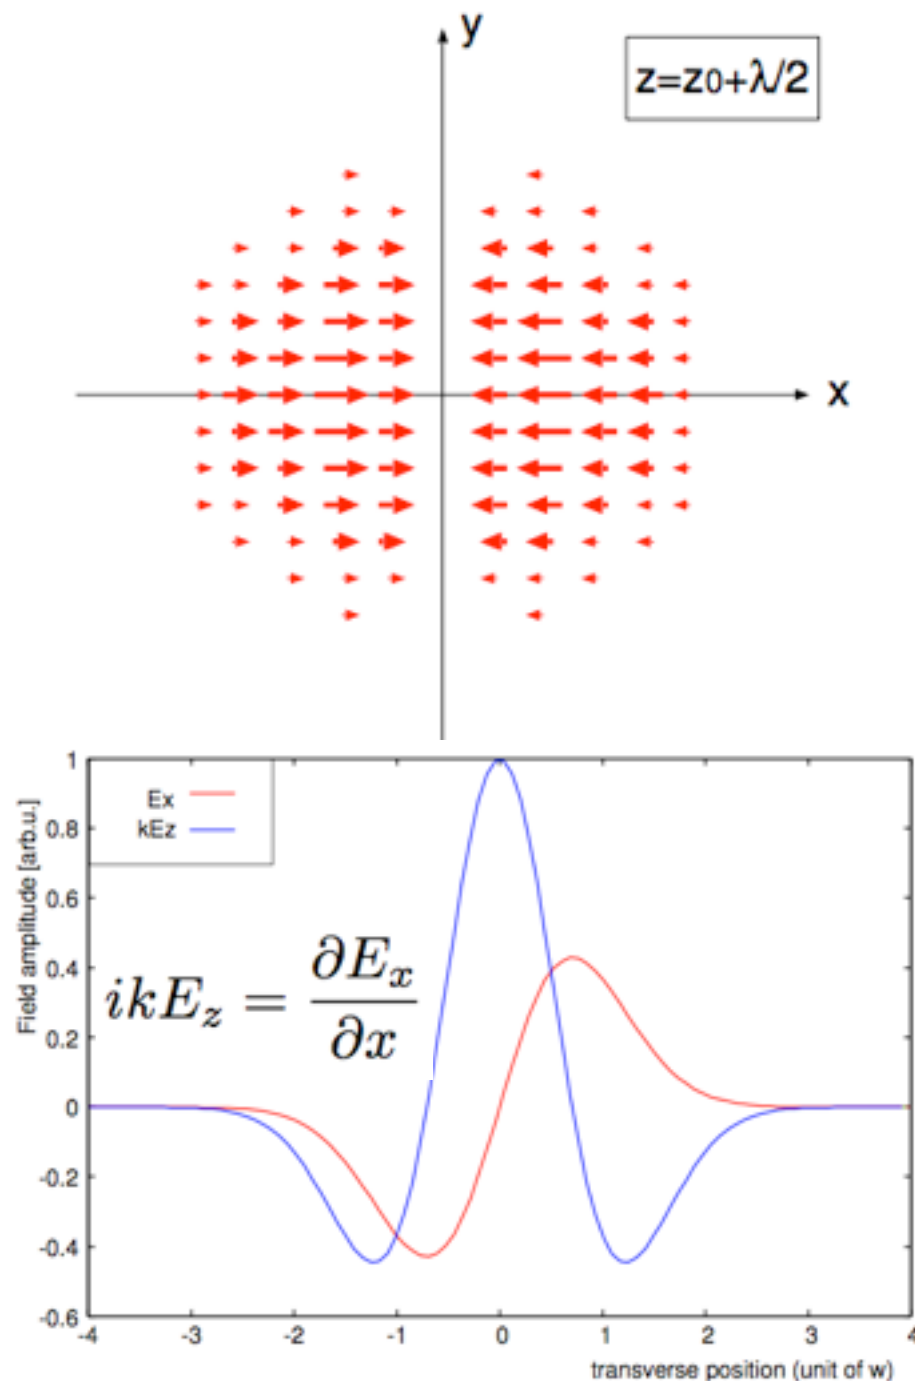 y
z=z0+λ/2
x
Field amplitude [arb.u.]
1
0.8
0.6
0.4
0.2
0
-0.2
-0.4
-0.6
Ex
kEz
ikE_z = ∂E_x/∂x
-4 -3 -2 -1 0 1 2 3 4
transverse position (unit of w)